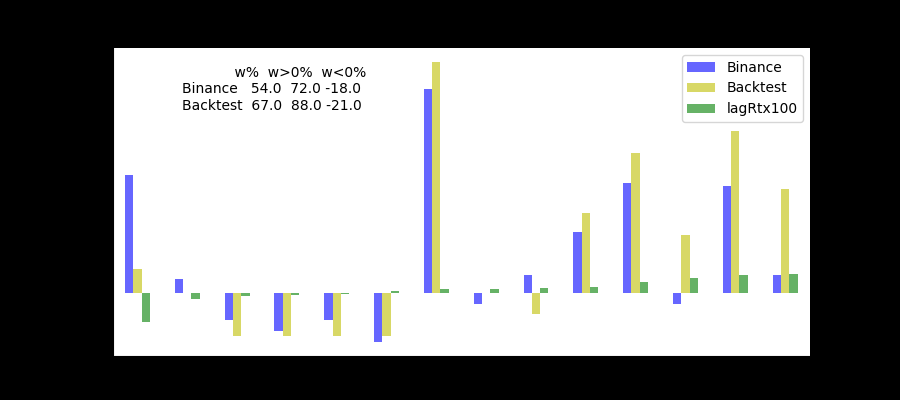 w% w>0% w<0%
Binance 54.0 72.0 -18.0
Backtest 67.0 88.0 -21.0
Binance
Backtest
lagRtx100